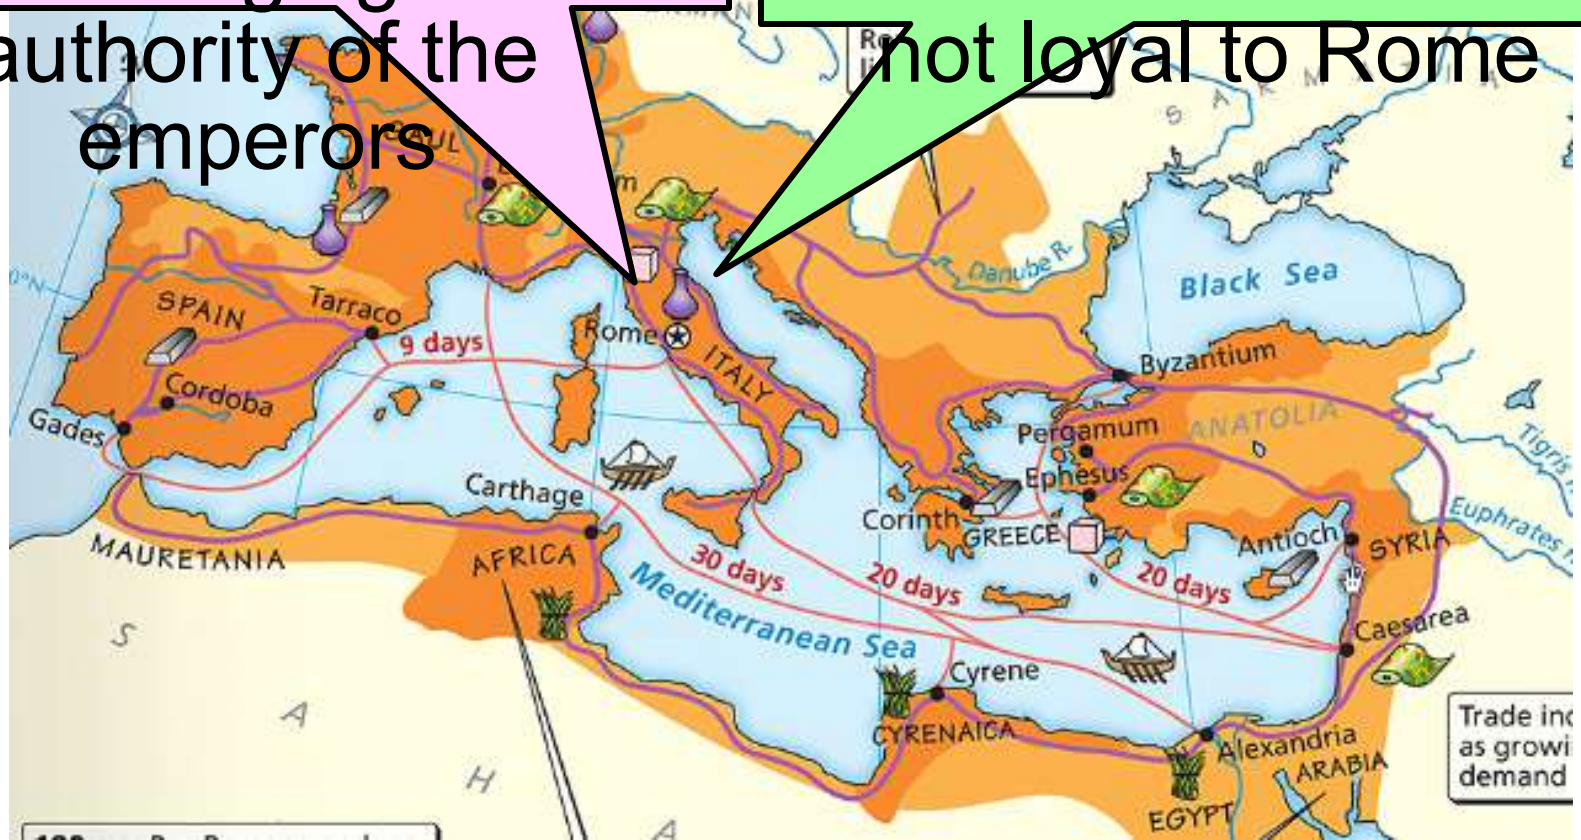 authority of the
emperors
not loyal to Rome
GAUL
S A R M A T I A
Danube R.
Black Sea
SPAIN
Tarraco
9 days
Rome
ITALY
Byzantium
Cordoba
Gades
Pergamum
ANATOLIA
Ephesus
Tigris
Carthage
Corinth
GREECE
Antioch
SYRIA
Euphrates
MAURETANIA
AFRICA
30 days
20 days
20 days
Mediterranean Sea
Caesarea
Cyrene
CYRENAICA
Alexandria
ARABIA
EGYPT
S A H A
Trade
as
demand